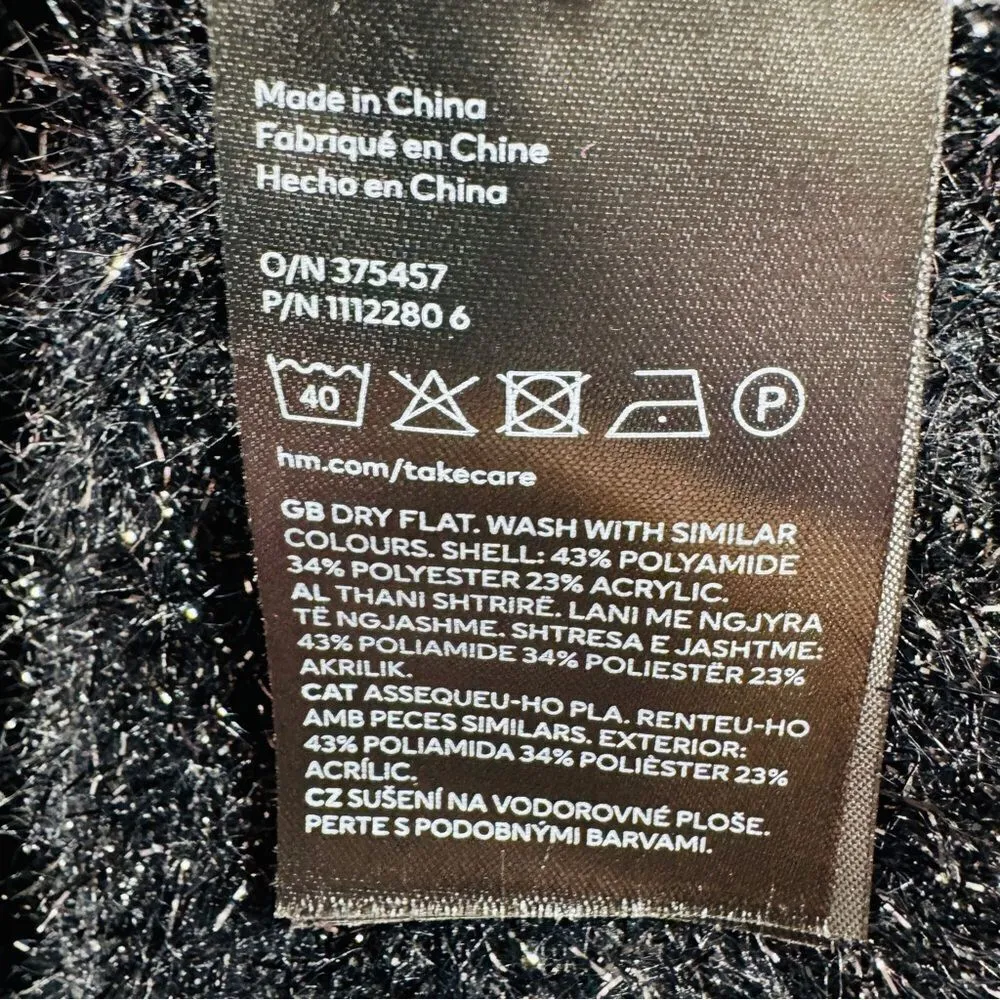 Made in China
Fabriqué en Chine
Hecho en China
O/N 375457
P/N 1112280 6
40 P
hm.com/takecare
GB DRY FLAT. WASH WITH SIMILAR
COLOURS. SHELL: 43% POLYAMIDE
34% POLYESTER 23% ACRYLIC.
AL THANI SHTRIRË. LANI ME NGJYRA
TË NGJASHME. SHTRESA E JASHTME:
43% POLIAMIDE 34% POLIESTËR 23%
AKRILIK.
CAT ASSEQUEU-HO PLA. RENTEU-HO
AMB PECES SIMILARS. EXTERIOR:
43% POLIAMIDA 34% POLIÈSTER 23%
ACRÍLIC.
CZ SUŠENÍ NA VODOROVNÉ PLOŠE.
PERTE S PODOBNÝMI BARVAMI.